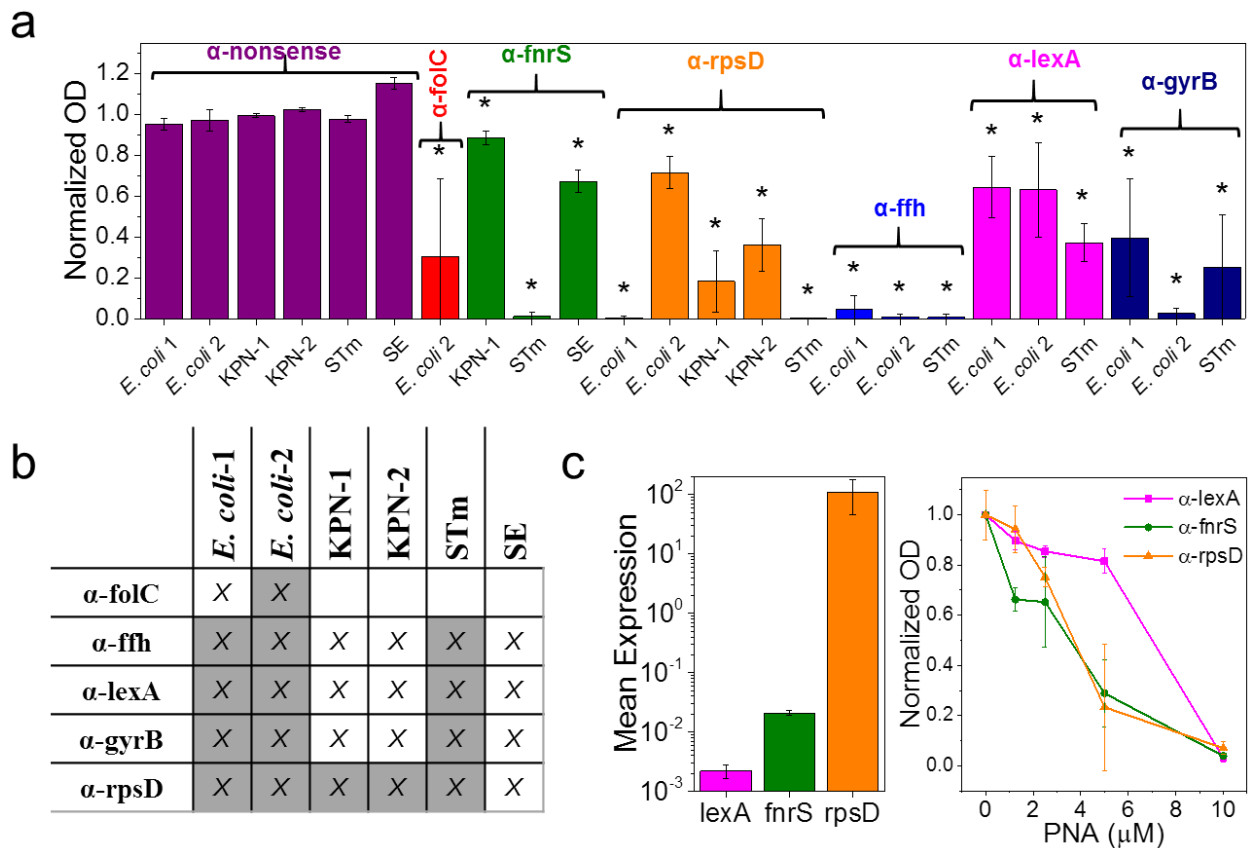 a
α-nonsense
α-folC
α-fnrS
α-rpsD
α-ffh
α-lexA
α-gyrB
Normalized OD
1.2
1.0
0.8
0.6
0.4
0.2
0.0
* * * * * * * * * * * * * * * * * *
E. coli 1
E. coli 2
KPN-1
KPN-2
STm
SE
E. coli 2
KPN-1
STm
SE
E. coli 1
E. coli 2
KPN-1
KPN-2
STm
E. coli 1
E. coli 2
STm
E. coli 1
E. coli 2
STm
E. coli 1
E. coli 2
STm
b
E. coli-1 E. coli-2 KPN-1 KPN-2 STm SE
α-folC X X
α-ffh X X X X X X
α-lexA X X X X X X
α-gyrB X X X X X X
α-rpsD X X X X X X
c
Mean Expression
10²
10¹
10⁰
10⁻¹
10⁻²
10⁻³
lexA fnrS rpsD
Normalized OD
1.0
0.8
0.6
0.4
0.2
0.0
α-lexA
α-fnrS
α-rpsD
0 2 4 6 8 10
PNA (μM)